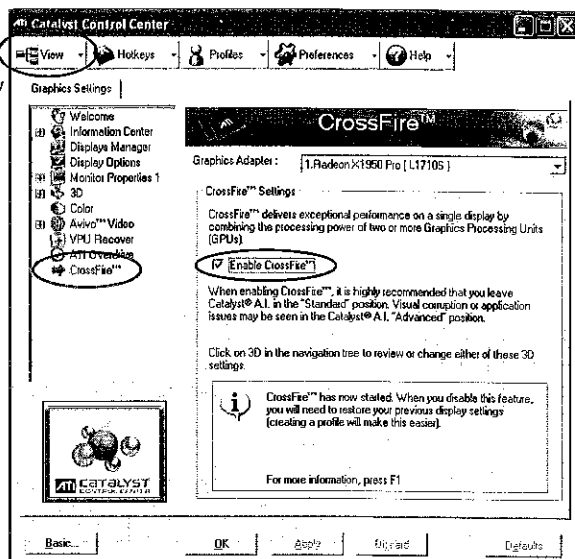 Catalyst Control Center
View Hotkeys Profiles Preferences Help
Graphics Settings
Welcome
Information Center
Displays Manager
Display Options
Monitor Properties 1
3D
Color
Avivo™ Video
VPU Recover
ATI Overdrive
CrossFire™
ATI CATALYST
CONTROL CENTER
CrossFire™
Graphics Adapter :
1.Radeon X1950 Pro [ L1710S ]
CrossFire™ Settings
CrossFire™ delivers exceptional performance on a single display by
combining the processing power of two or more Graphics Processing Units
(GPUs).
Enable CrossFire™
When enabling CrossFire™, it is highly recommended that you leave
Catalyst® A.I. in the "Standard" position. Visual corruption or application
issues may be seen in the Catalyst® A.I. "Advanced" position.
Click on 3D in the navigation tree to review or change either of these 3D
settings.
CrossFire™ has now started. When you disable this feature,
you will need to restore your previous display settings
(creating a profile will make this easier).
For more information, press F1
Basic... OK Apply Discard Defaults